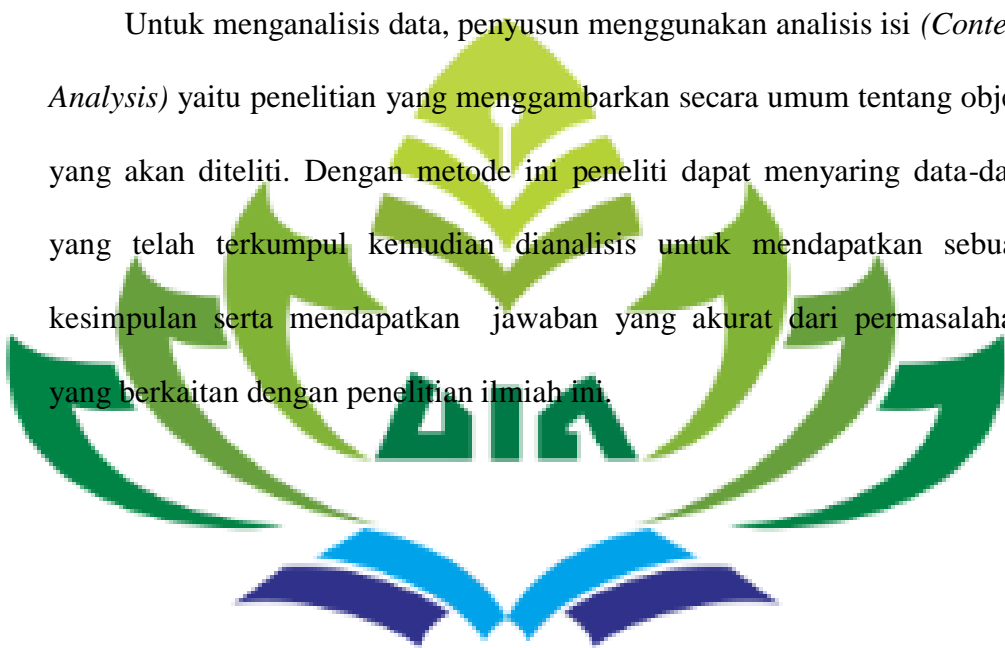 Untuk menganalisis data, penyusun menggunakan analisis isi (Conte
Analysis) yaitu penelitian yang menggambarkan secara umum tentang obj
yang akan diteliti. Dengan metode ini peneliti dapat menyaring data-da
yang telah terkumpul kemudian dianalisis untuk mendapatkan sebua
kesimpulan serta mendapatkan jawaban yang akurat dari permasalaha
yang berkaitan dengan penelitian ilmiah ini.